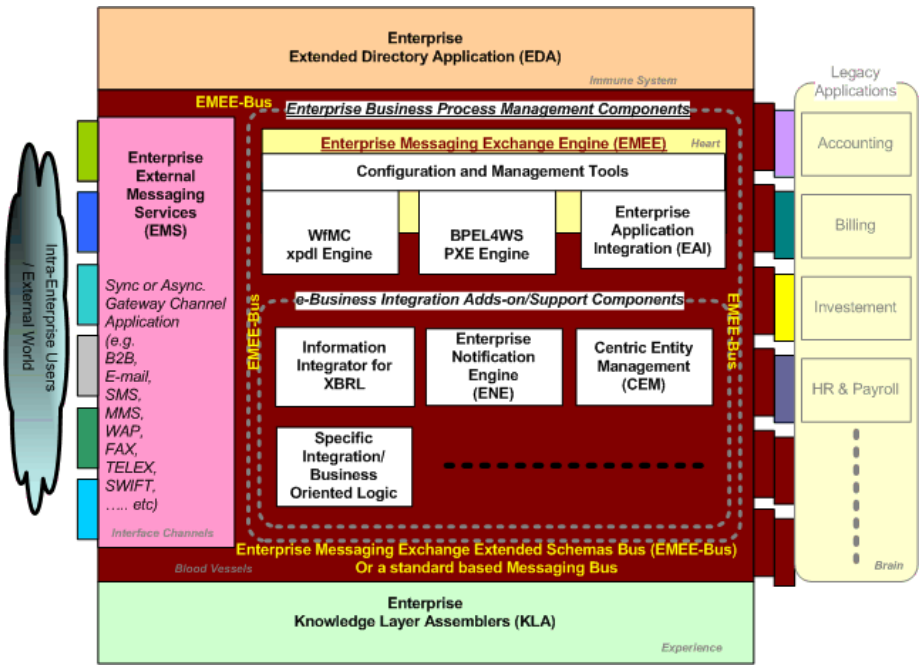 Enterprise
Extended Directory Application (EDA)
Immune System
EMEE-Bus
Enterprise Business Process Management Components
Enterprise Messaging Exchange Engine (EMEE)
Heart
Configuration and Management Tools
WfMC
xpdl Engine
BPEL4WS
PXE Engine
Enterprise
Application
Integration (EAI)
Enterprise
External
Messaging
Services
(EMS)
Sync or Async.
Gateway Channel
Application
(e.g.
B2B,
E-mail,
SMS,
MMS,
WAP,
FAX,
TELEX,
SWIFT,
..... etc)
Interface Channels
Intra-Enterprise Users
/ External World
EMEE-Bus
e-Business Integration Adds-on/Support Components
EMEE-Bus
Information
Integrator for
XBRL
Enterprise
Notification
Engine
(ENE)
Centric Entity
Management
(CEM)
Specific
Integration/
Business
Oriented Logic
Enterprise Messaging Exchange Extended Schemas Bus (EMEE-Bus)
Or a standard based Messaging Bus
Blood Vessels
Legacy
Applications
Accounting
Billing
Investement
HR & Payroll
Brain
Enterprise
Knowledge Layer Assemblers (KLA)
Experience